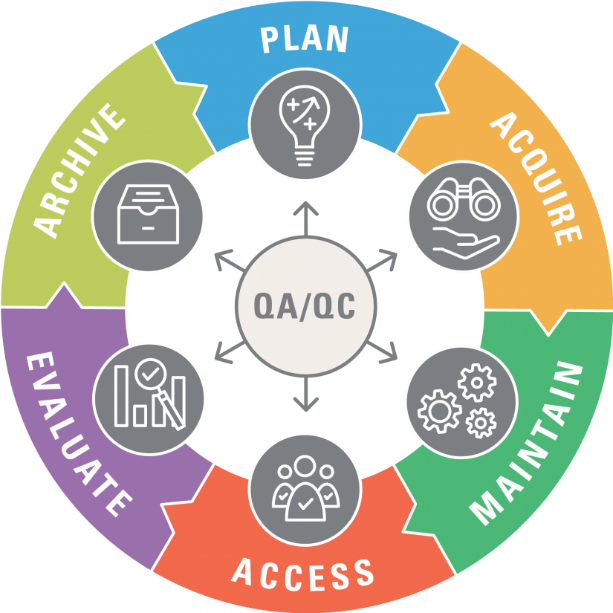 PLAN
ACQUIRE
MAINTAIN
ACCESS
EVALUATE
ARCHIVE
QA/QC